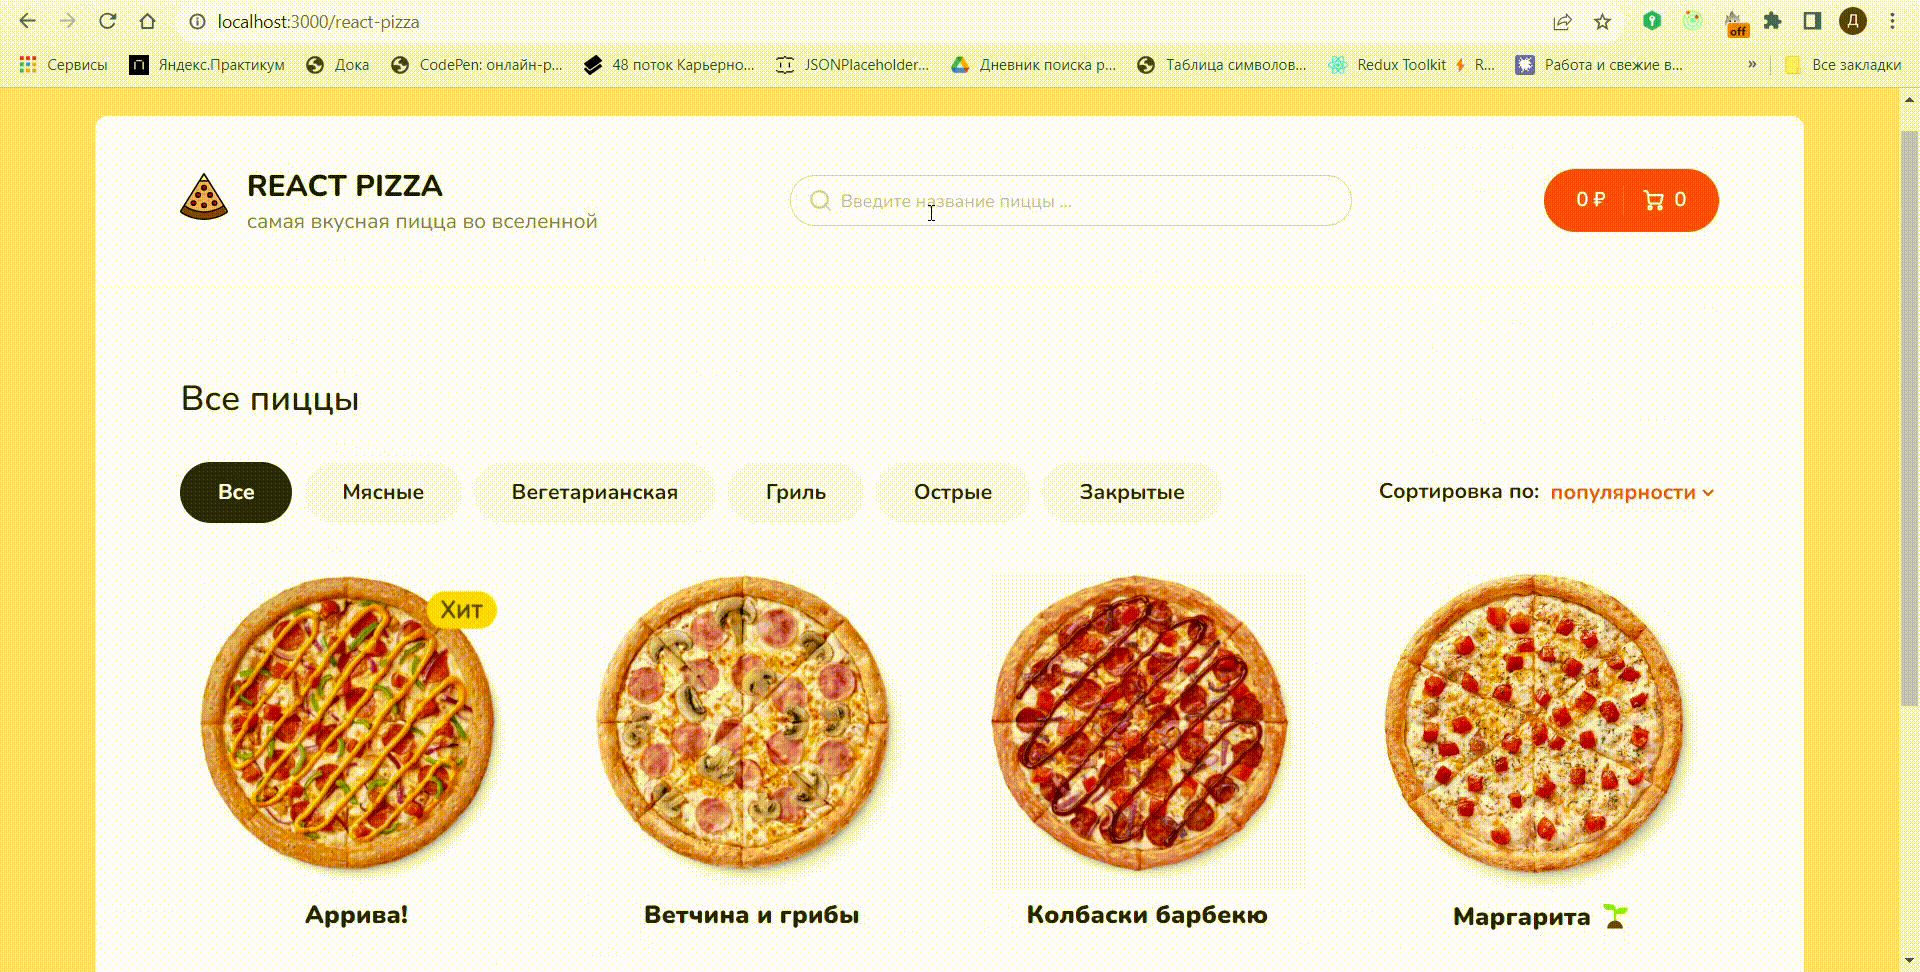 localhost:3000/react-pizza
off
Д
Сервисы
Яндекс.Практикум
Дока
CodePen: онлайн-р...
48 поток Карьерно...
JSONPlaceholder...
Дневник поиска р...
Таблица символов...
Redux Toolkit
R...
Работа и свежие в...
»
Все закладки
REACT PIZZA
самая вкусная пицца во вселенной
Введите название пиццы ...
0 ₽
0
Все пиццы
Все
Мясные
Вегетарианская
Гриль
Острые
Закрытые
Сортировка по: популярности
Хит
Аррива!
Ветчина и грибы
Колбаски барбекю
Маргарита